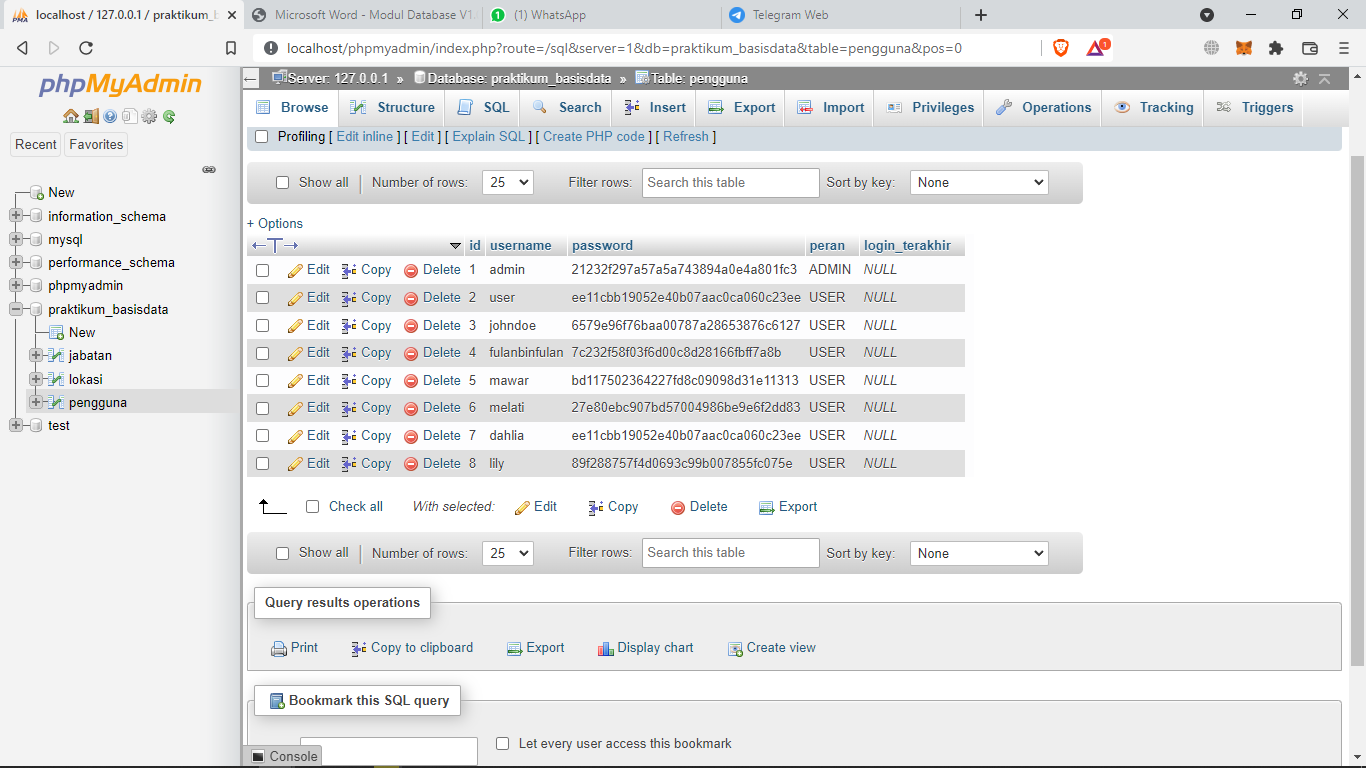 localhost / 127.0.0.1 / praktikum_b
Microsoft Word - Modul Database V1.
(1) WhatsApp
Telegram Web
localhost/phpmyadmin/index.php?route=/sql&server=1&db=praktikum_basisdata&table=pengguna&pos=0
phpMyAdmin
Recent Favorites
New
information_schema
mysql
performance_schema
phpmyadmin
praktikum_basisdata
New
jabatan
lokasi
pengguna
test
Server: 127.0.0.1 » Database: praktikum_basisdata » Table: pengguna
Browse Structure SQL Search Insert Export Import Privileges Operations Tracking Triggers
Profiling [ Edit inline ] [ Edit ] [ Explain SQL ] [ Create PHP code ] [ Refresh ]
Show all Number of rows: 25 Filter rows: Search this table Sort by key: None
+ Options
id username password peran login_terakhir
Edit Copy Delete 1 admin 21232f297a57a5a743894a0e4a801fc3 ADMIN NULL
Edit Copy Delete 2 user ee11cbb19052e40b07aac0ca060c23ee USER NULL
Edit Copy Delete 3 johndoe 6579e96f76baa00787a28653876c6127 USER NULL
Edit Copy Delete 4 fulanbinfulan 7c232f58f03f6d00c8d28166fbff7a8b USER NULL
Edit Copy Delete 5 mawar bd117502364227fd8c09098d31e11313 USER NULL
Edit Copy Delete 6 melati 27e80ebc907bd57004986be9e6f2dd83 USER NULL
Edit Copy Delete 7 dahlia ee11cbb19052e40b07aac0ca060c23ee USER NULL
Edit Copy Delete 8 lily 89f288757f4d0693c99b007855fc075e USER NULL
Check all With selected: Edit Copy Delete Export
Show all Number of rows: 25 Filter rows: Search this table Sort by key: None
Query results operations
Print Copy to clipboard Export Display chart Create view
Bookmark this SQL query
Let every user access this bookmark
Console